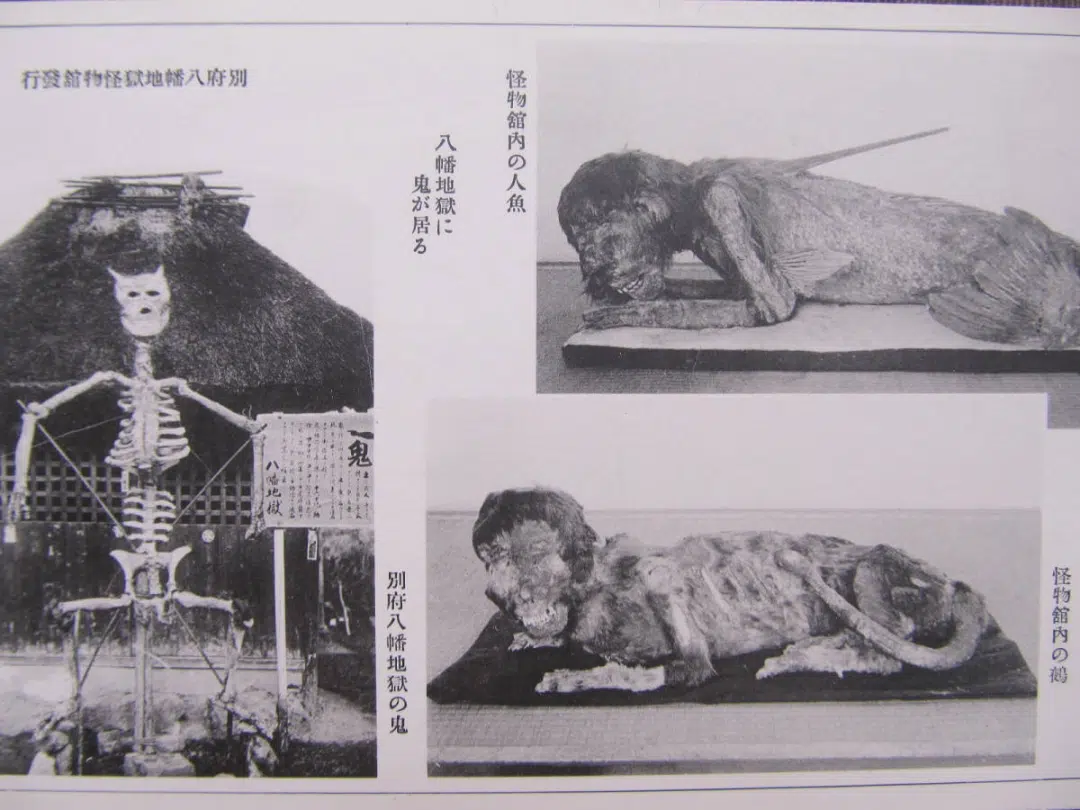 別府八幡地獄怪物舘發行
怪物舘内の人魚
八幡地獄に
鬼が居る
鬼
八幡地獄
別府八幡地獄の鬼
怪物舘内の鵺